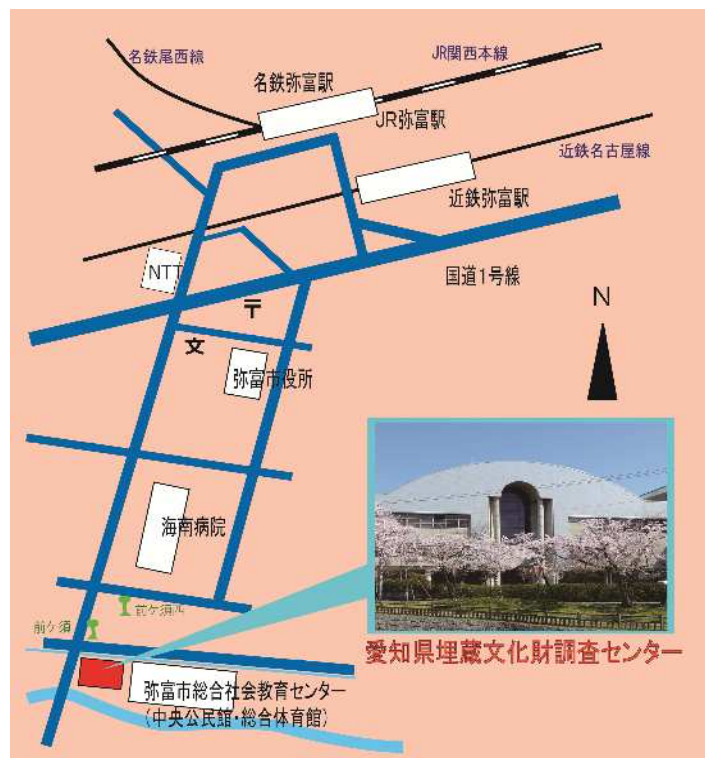 名鉄尾西線
JR関西本線
名鉄弥富駅
JR弥富駅
近鉄名古屋線
近鉄弥富駅
NTT
国道1号線
〒
文
N
弥富市役所
海南病院
前ケ須
愛知県埋蔵文化財調査センター
弥富市総合社会教育センター
(中央公民館・総合体育館)